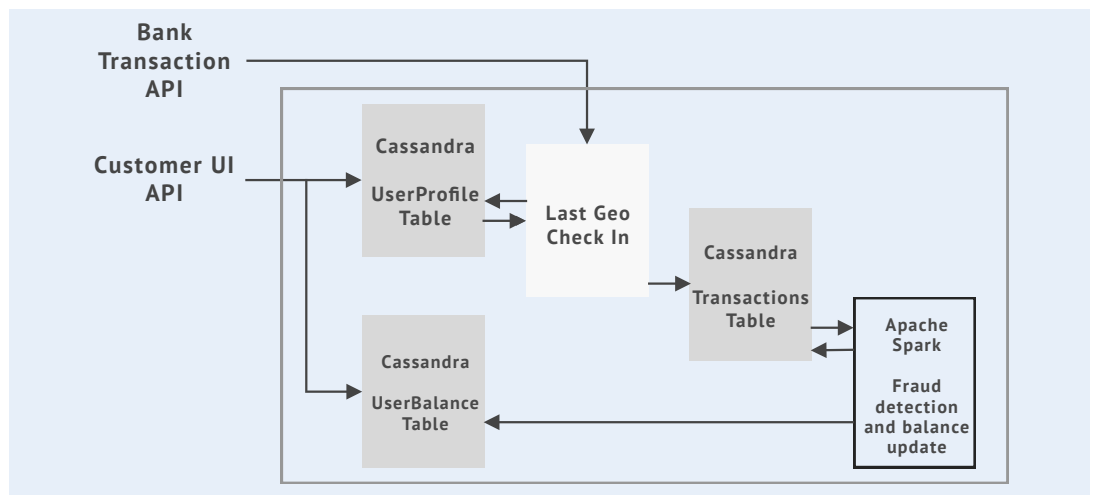 Bank
Transaction
API
Customer UI
API
Cassandra
UserProfile
Table
Last Geo
Check In
Cassandra
Transactions
Table
Apache
Spark
Fraud
detection
and balance
update
Cassandra
UserBalance
Table